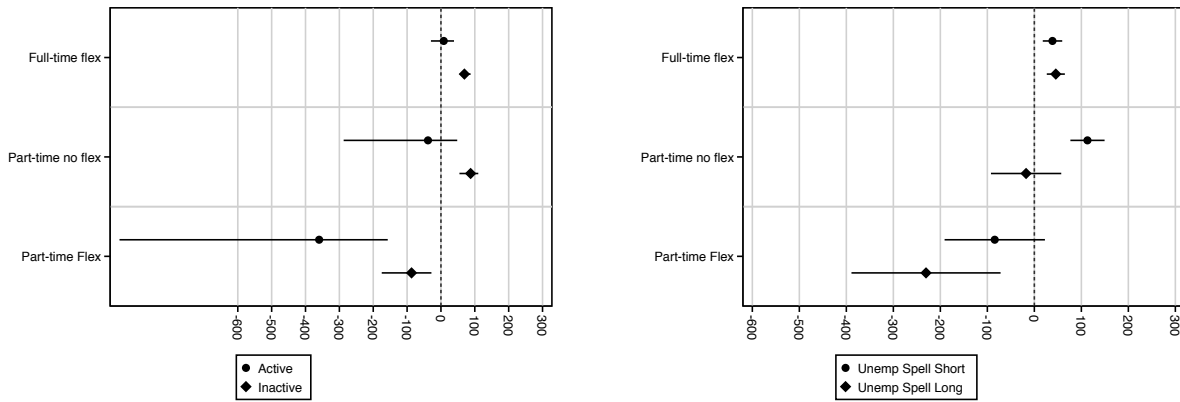 Full-time flex
Part-time no flex
Part-time Flex
-600 -500 -400 -300 -200 -100 0 100 200 300
Active
Inactive
Full-time flex
Part-time no flex
Part-time Flex
-600 -500 -400 -300 -200 -100 0 100 200 300
Unemp Spell Short
Unemp Spell Long